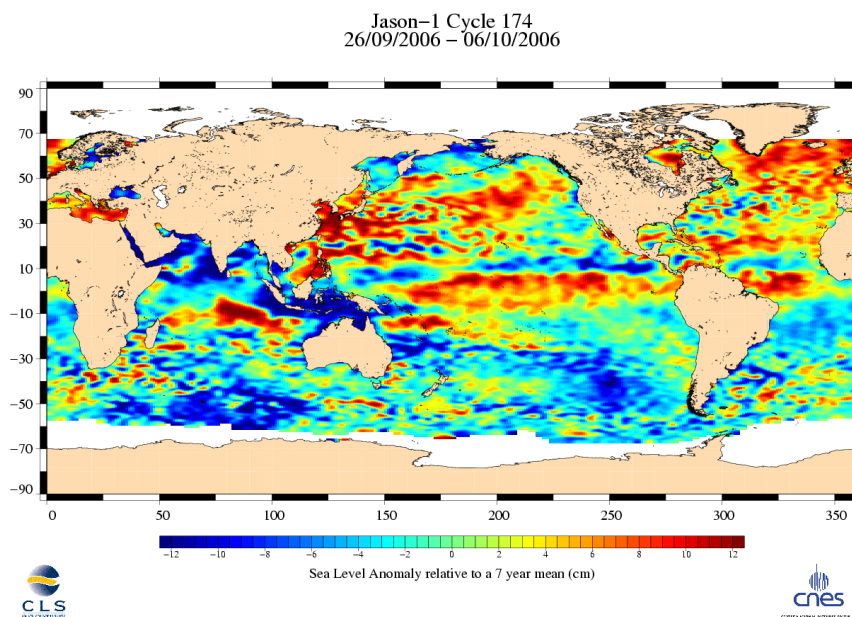 Jason−1 Cycle 174
26/09/2006 − 06/10/2006
90
70
50
30
10
−10
−30
−50
−70
−90
0 50 100 150 200 250 300 350
−12 −10 −8 −6 −4 −2 0 2 4 6 8 10 12
Sea Level Anomaly relative to a 7 year mean (cm)
CLS
cnes